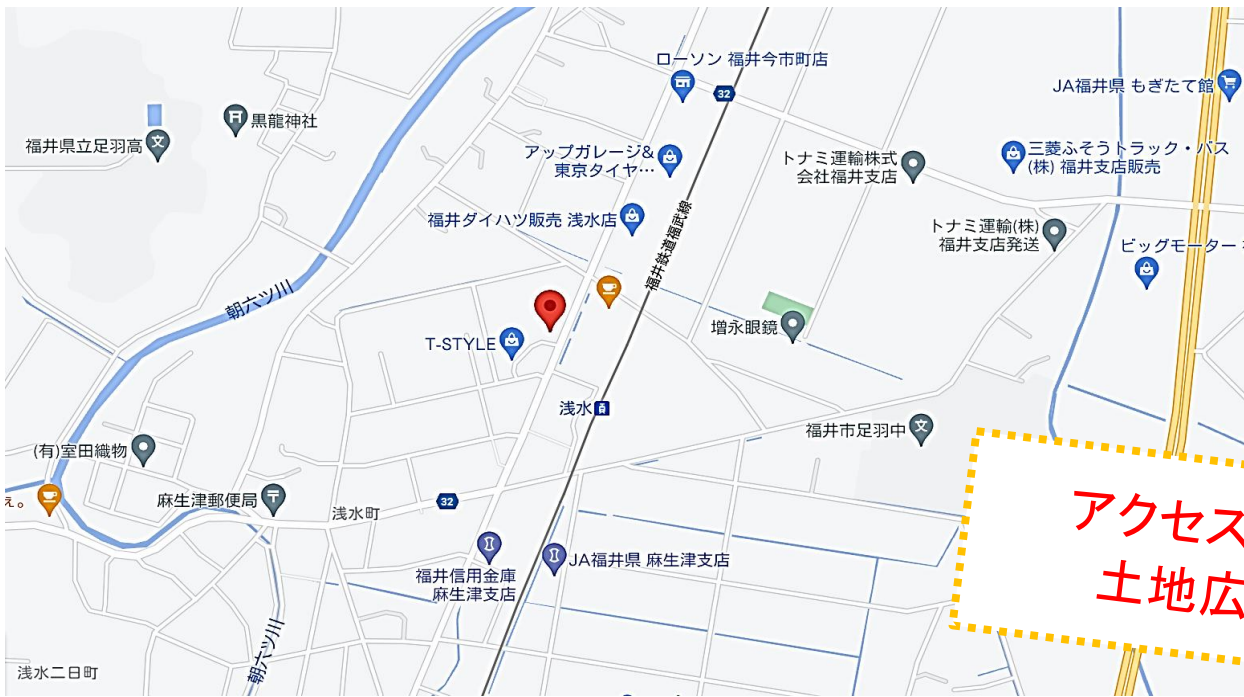 ローソン 福井今市町店
32
JA福井県 もぎたて館
黒龍神社
福井県立足羽高
アップガレージ&
東京タイヤ…
トナミ運輸株式
会社福井支店
三菱ふそうトラック・バス
(株) 福井支店販売
福井ダイハツ販売 浅水店
福井鉄道福武線
トナミ運輸(株)
福井支店発送
ビッグモーター
朝六ツ川
増永眼鏡
T-STYLE
浅水
福井市足羽中
(有)室田織物
え。
麻生津郵便局
浅水町
32
アクセス
土地広
福井信用金庫
麻生津支店
JA福井県 麻生津支店
朝六ツ川
浅水二日町